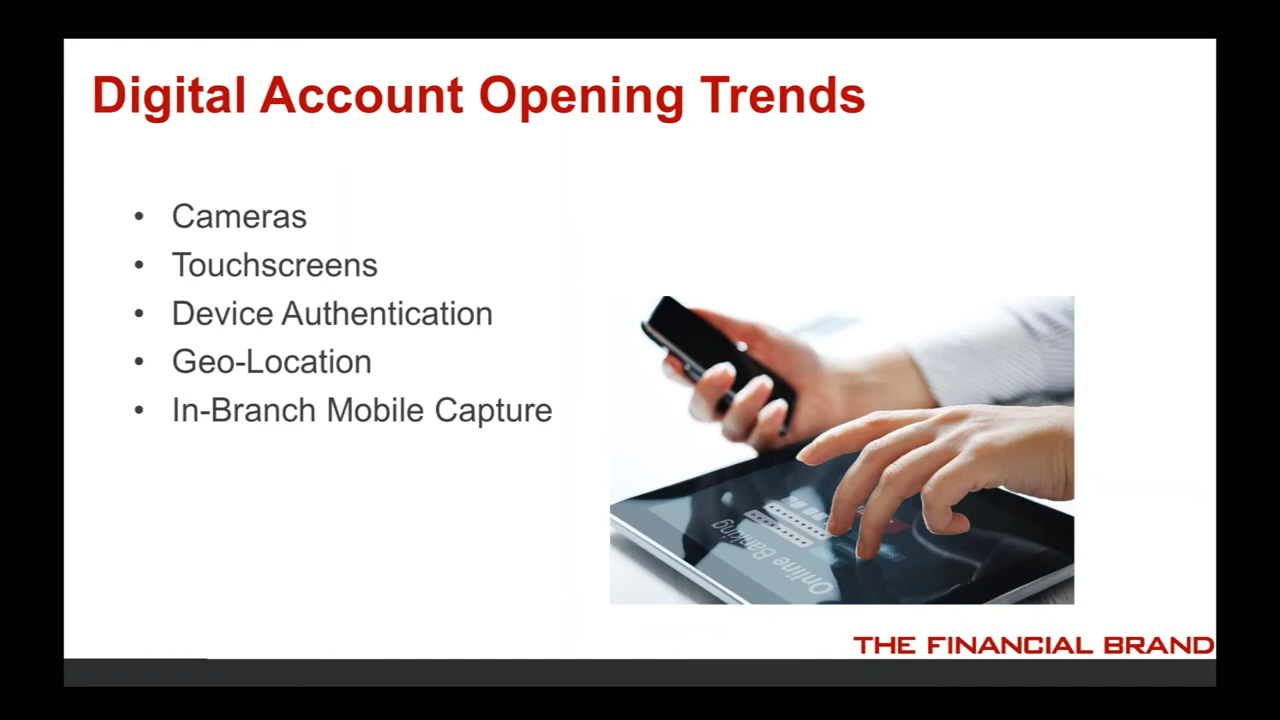 Digital Account Opening Trends
• Cameras
• Touchscreens
• Device Authentication
• Geo-Location
• In-Branch Mobile Capture
Online Banking
THE FINANCIAL BRAND